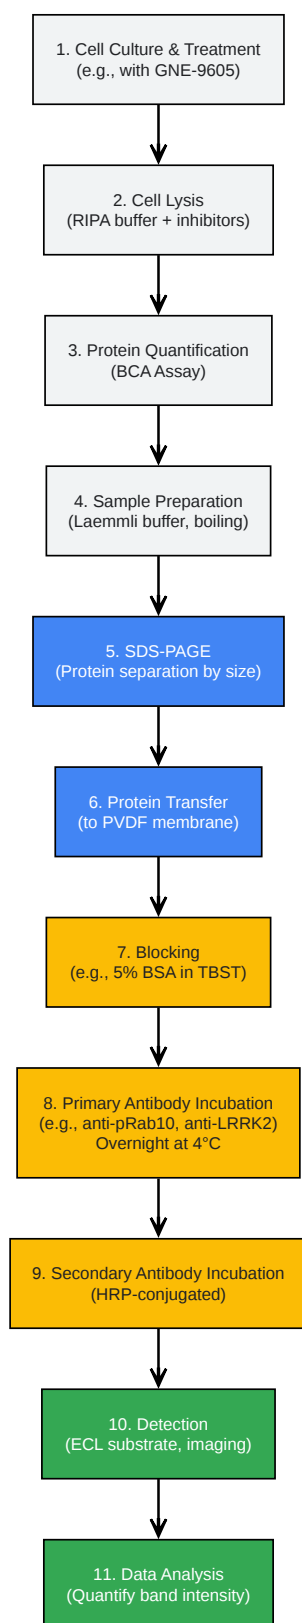 1. Cell Culture & Treatment
(e.g., with GNE-9605)
2. Cell Lysis
(RIPA buffer + inhibitors)
3. Protein Quantification
(BCA Assay)
4. Sample Preparation
(Laemmli buffer, boiling)
5. SDS-PAGE
(Protein separation by size)
6. Protein Transfer
(to PVDF membrane)
7. Blocking
(e.g., 5% BSA in TBST)
8. Primary Antibody Incubation
(e.g., anti-pRab10, anti-LRRK2)
Overnight at 4°C
9. Secondary Antibody Incubation
(HRP-conjugated)
10. Detection
(ECL substrate, imaging)
11. Data Analysis
(Quantify band intensity)